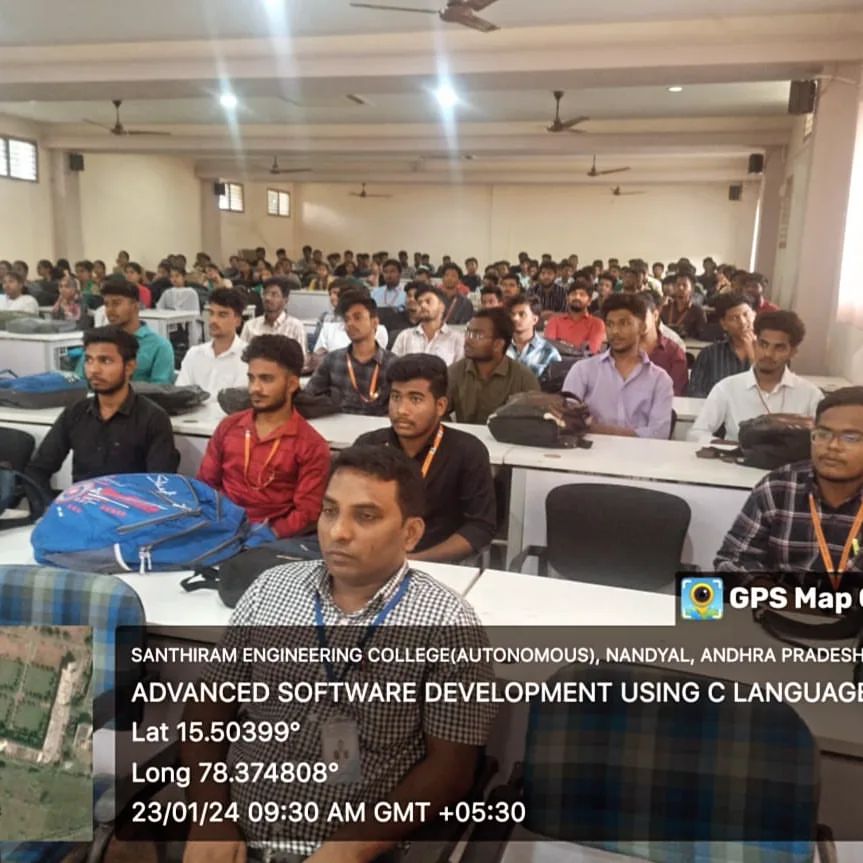 GPS Map
SANTHIRAM ENGINEERING COLLEGE(AUTONOMOUS), NANDYAL, ANDHRA PRADESH
ADVANCED SOFTWARE DEVELOPMENT USING C LANGUAGE
Lat 15.50399°
Long 78.374808°
23/01/24 09:30 AM GMT +05:30